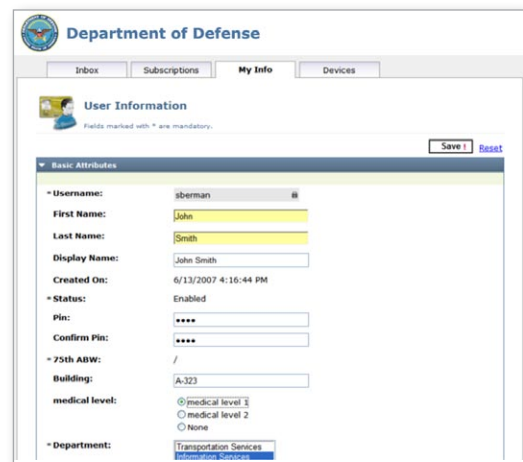 Department of Defense
Inbox Subscriptions My Info Devices
User Information
Fields marked with * are mandatory.
Save ! Reset
Basic Attributes
* Username: sberman
First Name: John
Last Name: Smith
Display Name: John Smith
Created On: 6/13/2007 4:16:44 PM
* Status: Enabled
Pin: ••••
Confirm Pin: ••••
* 75th ABW: /
Building: A-323
medical level: medical level 1
medical level 2
None
* Department: Transportation Services
Information Services